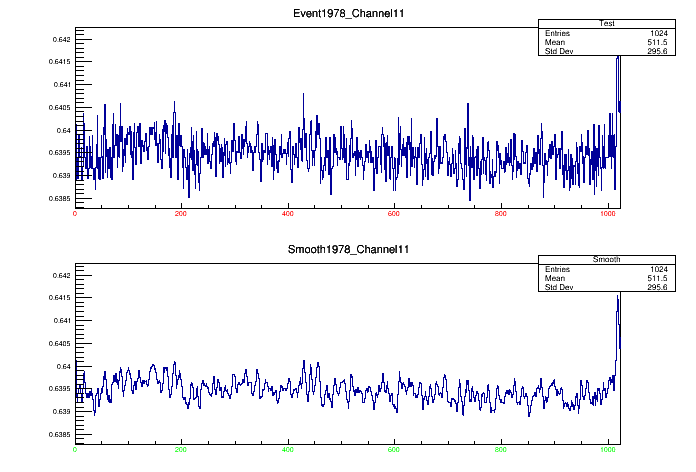 Event1978_Channel11
Test
Entries 1024
Mean 511.5
Std Dev 295.6
0.642
0.6415
0.641
0.6405
0.64
0.6395
0.639
0.6385
0 200 400 600 800 1000
Smooth1978_Channel11
Smooth
Entries 1024
Mean 511.5
Std Dev 295.6
0.642
0.6415
0.641
0.6405
0.64
0.6395
0.639
0.6385
0 200 400 600 800 1000